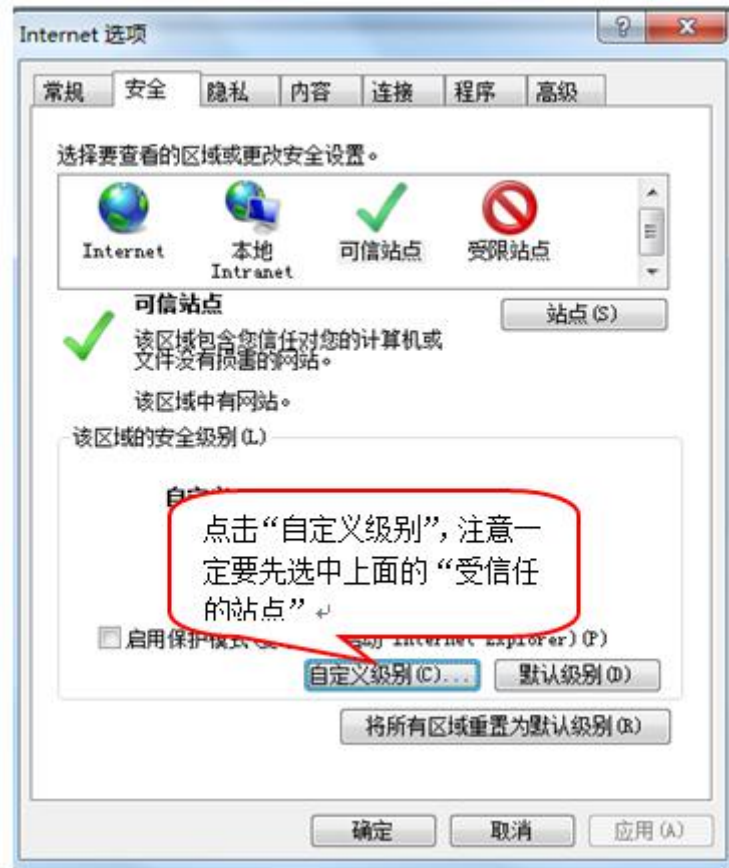 Internet 选项
常规 安全 隐私 内容 连接 程序 高级
选择要查看的区域或更改安全设置。
Internet 本地 可信站点 受限站点
Intranet
可信站点
站点(S)
该区域包含您信任对您的计算机或
文件没有损害的网站。
该区域中有网站。
该区域的安全级别(L)
点击“自定义级别”，注意一
定要先选中上面的“受信任
的站点”
启用保护模式 Internet Explorer)(P)
自定义级别(C)... 默认级别(D)
将所有区域重置为默认级别(R)
确定 取消 应用(A)